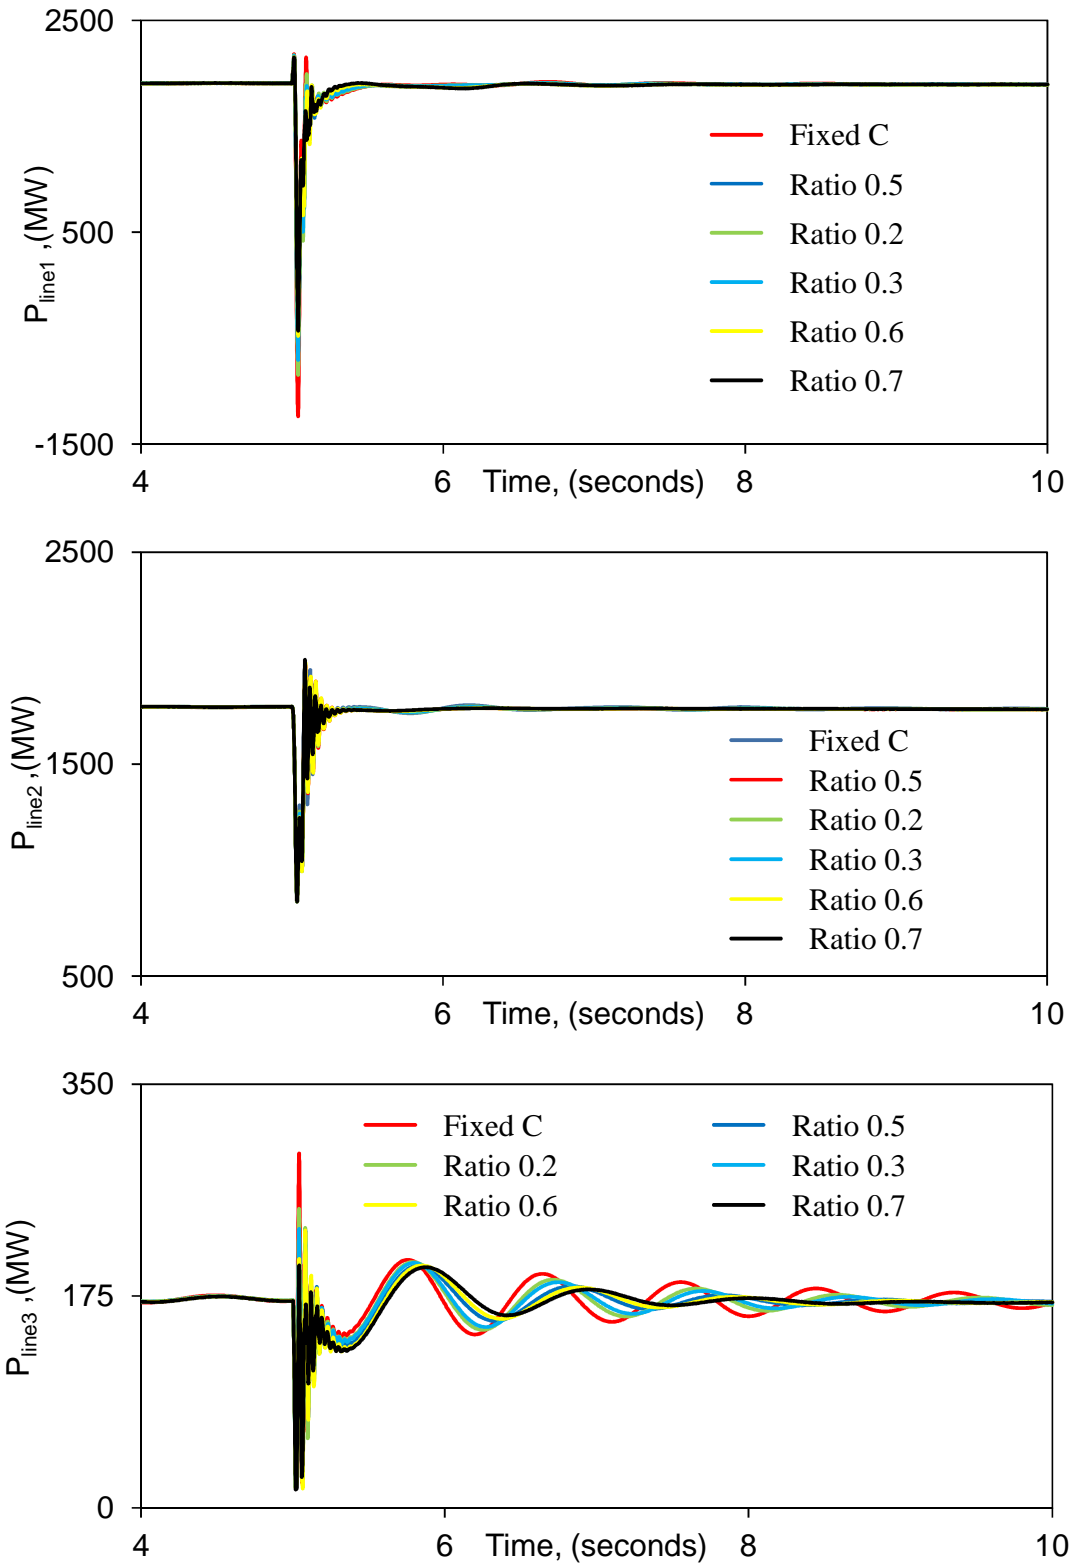 2500
500
-1500
P line1 ,(MW)
Fixed C
Ratio 0.5
Ratio 0.2
Ratio 0.3
Ratio 0.6
Ratio 0.7
4 6 Time, (seconds) 8 10
2500
1500
500
P line2 ,(MW)
Fixed C
Ratio 0.5
Ratio 0.2
Ratio 0.3
Ratio 0.6
Ratio 0.7
4 6 Time, (seconds) 8 10
350
175
0
P line3 ,(MW)
Fixed C Ratio 0.5
Ratio 0.2 Ratio 0.3
Ratio 0.6 Ratio 0.7
4 6 Time, (seconds) 8 10